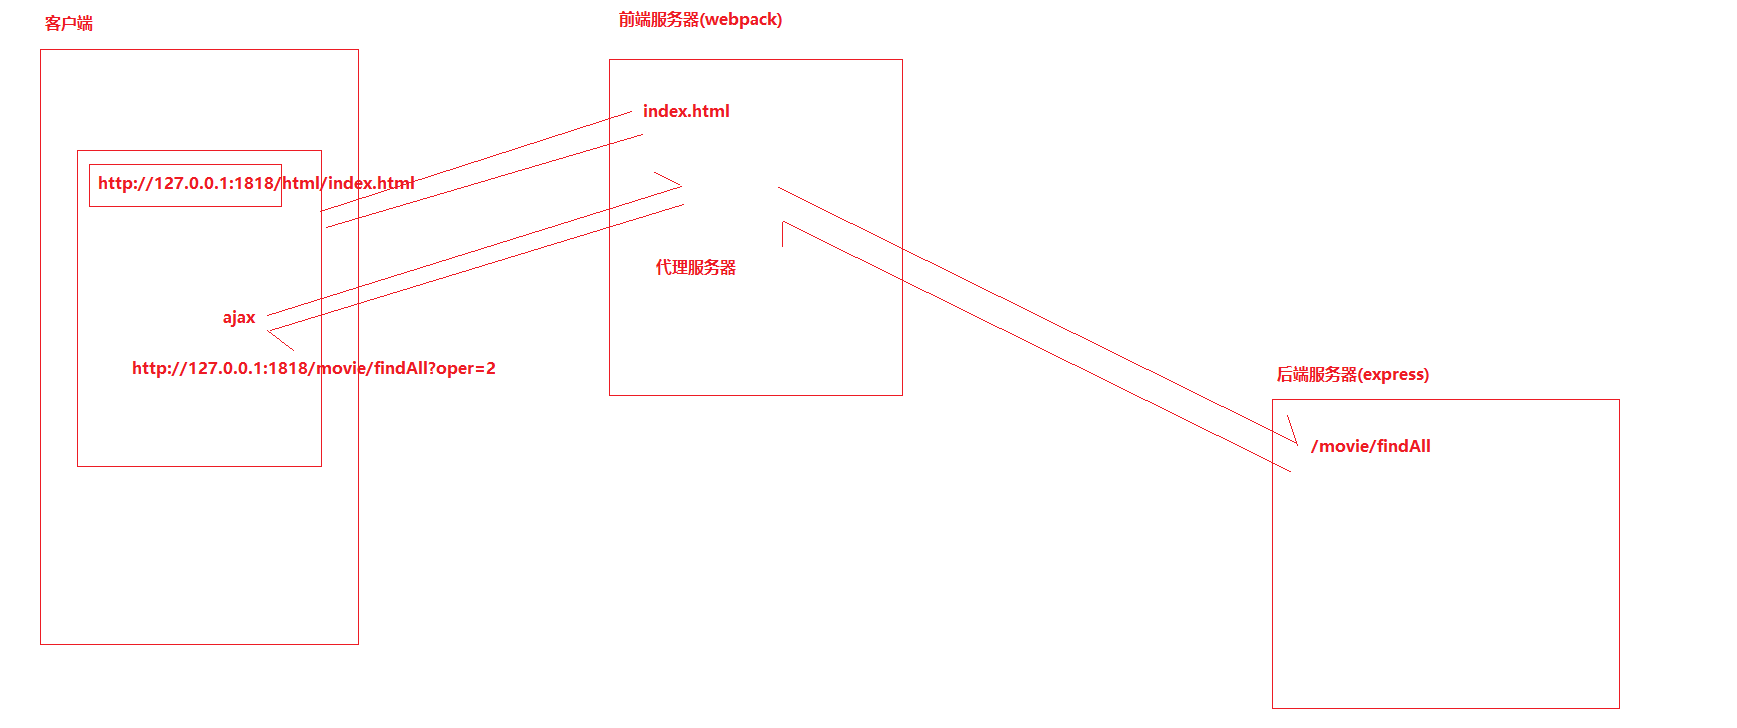 客户端
前端服务器(webpack)
index.html
http://127.0.0.1:1818/html/index.html
代理服务器
ajax
http://127.0.0.1:1818/movie/findAll?oper=2
后端服务器(express)
/movie/findAll